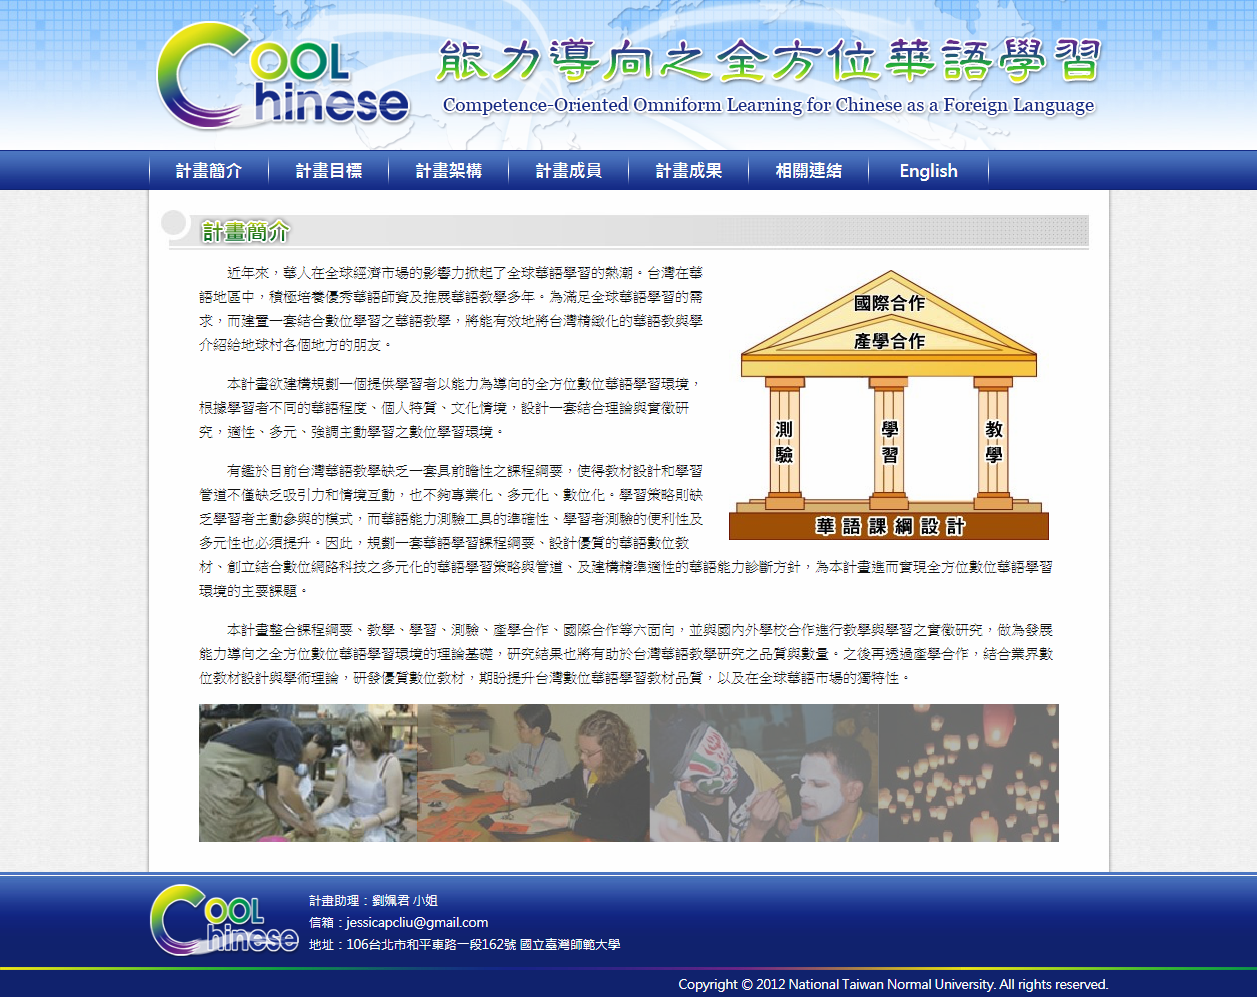 Cool Chinese
能力導向之全方位華語學習
Competence-Oriented Omniform Learning for Chinese as a Foreign Language
計畫簡介
計畫目標
計畫架構
計畫成員
計畫成果
相關連結
English
計畫簡介
近年來，華人在全球經濟市場的影響力掀起了全球華語學習的熱潮。台灣在華
語地區中，積極培養優秀華語師資及推展華語教學多年。為滿足全球華語學習的需
求，而建置一套結合數位學習之華語教學，將能有效地將台灣精緻化的華語教與學
介紹給地球村各個地方的朋友。
本計畫欲建構規劃一個提供學習者以能力為導向的全方位數位華語學習環境，
根據學習者不同的華語程度、個人特質、文化情境，設計一套結合理論與實徵研
究，適性、多元、強調主動學習之數位學習環境。
有鑑於目前台灣華語教學缺乏一套具前瞻性之課程綱要，使得教材設計和學習
管道不僅缺乏吸引力和情境互動，也不夠專業化、多元化、數位化。學習策略則缺
乏學習者主動參與的模式，而華語能力測驗工具的準確性、學習者測驗的便利性及
多元性也必須提升。因此，規劃一套華語學習課程綱要、設計優質的華語數位教
材、創立結合數位網路科技之多元化的華語學習策略與管道、及建構精準適性的華語能力診斷方針，為本計畫進而實現全方位數位華語學習
環境的主要課題。
本計畫整合課程綱要、教學、學習、測驗、產學合作、國際合作等六面向，並與國內外學校合作進行教學與學習之實徵研究，做為發展
能力導向之全方位數位華語學習環境的理論基礎，研究結果也將有助於台灣華語教學研究之品質與數量。之後再透過產學合作，結合業界數
位教材設計與學術理論，研發優質數位教材，期盼提升台灣數位華語學習教材品質，以及在全球華語市場的獨特性。
國際合作
產學合作
測驗
學習
教學
華語課綱設計
Cool Chinese
計畫助理：劉姵君 小姐
信箱：jessicapcliu@gmail.com
地址：106台北市和平東路一段162號 國立臺灣師範大學
Copyright © 2012 National Taiwan Normal University. All rights reserved.